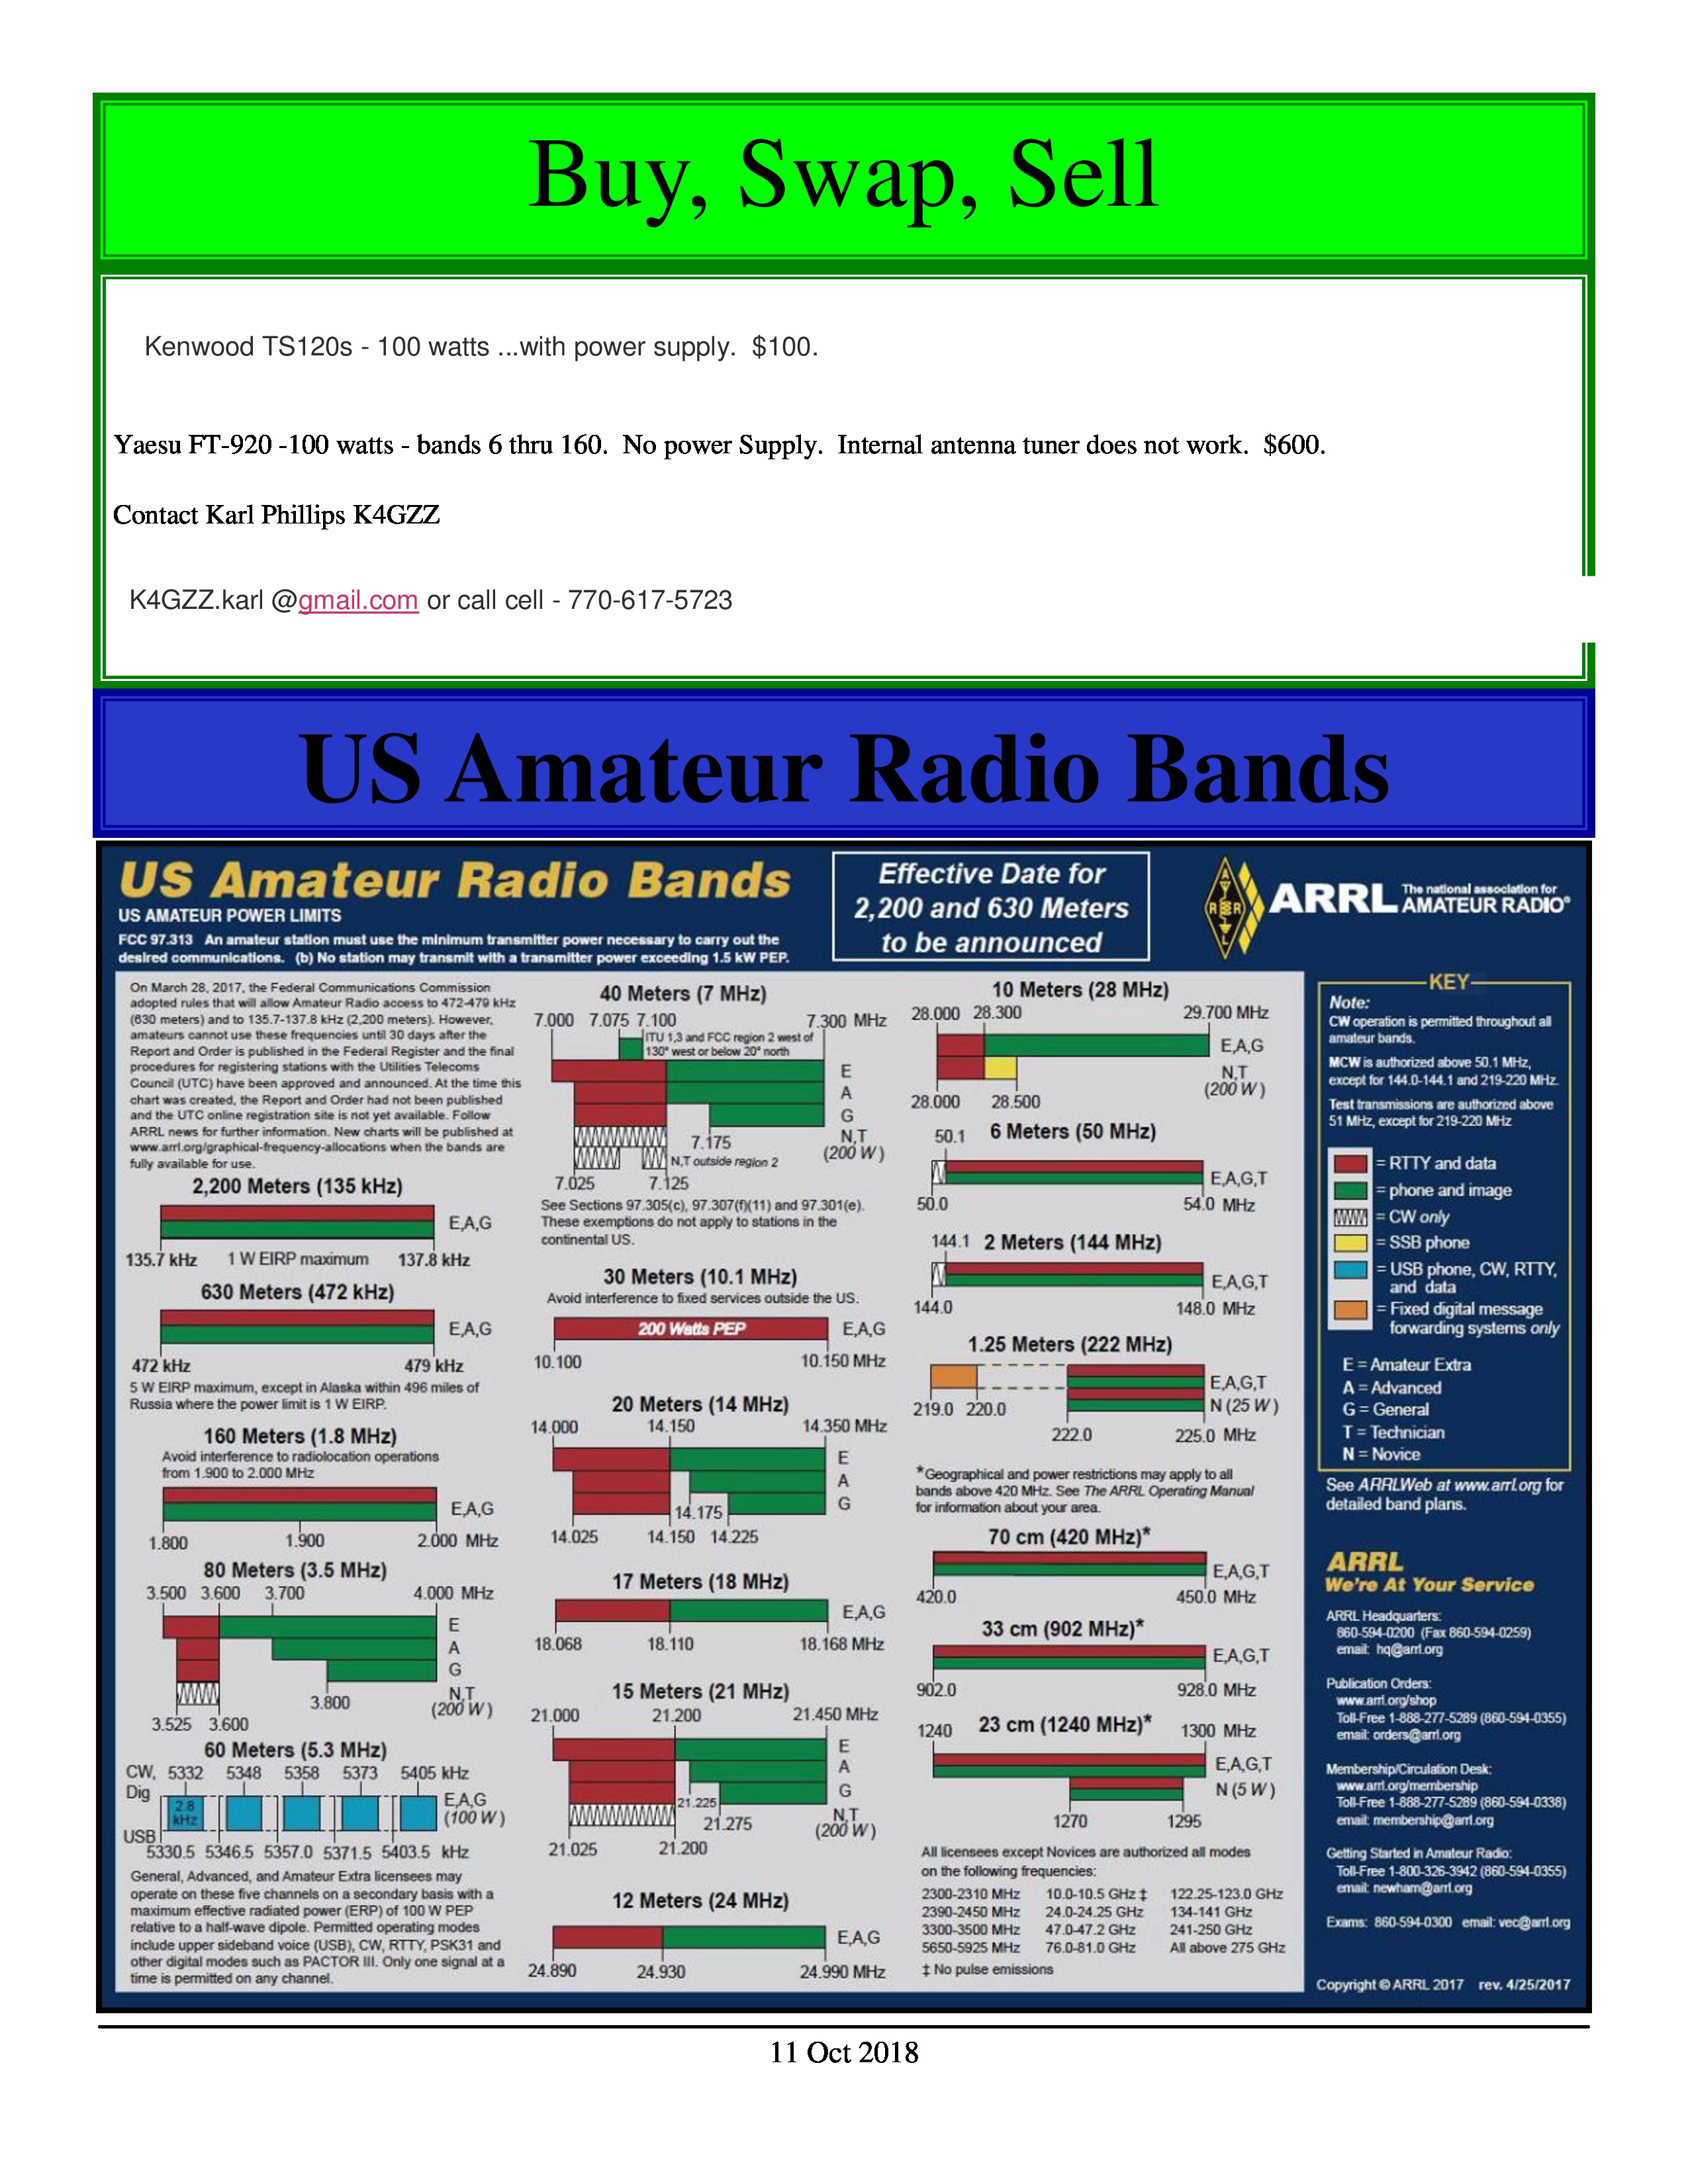 Buy, Swap, Sell
Kenwood TS120s - 100 watts ...with power supply.  $100.
Yaesu FT-920 -100 watts - bands 6 thru 160.  No power Supply.  Internal antenna tuner does not work.  $600.
Contact Karl Phillips K4GZZ
K4GZZ.karl @gmail.com or call cell - 770-617-5723
US Amateur Radio Bands
US Amateur Radio Bands
US AMATEUR POWER LIMITS
FCC 97.313   An amateur station must use the minimum transmitter power necessary to carry out the
desired communications.  (b) No station may transmit with a transmitter power exceeding 1.5 kW PEP.
Effective Date for
2,200 and 630 Meters
to be announced
ARRL
The national association for
AMATEUR RADIO®
On March 28, 2017, the Federal Communications Commission
adopted rules that will allow Amateur Radio access to 472-479 kHz
(630 meters) and to 135.7-137.8 kHz (2,200 meters). However,
amateurs cannot use these frequencies until 30 days after the
Report and Order is published in the Federal Register and the final
procedures for registering stations with the Utilities Telecoms
Council (UTC) have been approved and announced. At the time this
chart was created, the Report and Order had not been published
and the UTC online registration site is not yet available. Follow
ARRL news for further information. New charts will be published at
www.arrl.org/graphical-frequency-allocations when the bands are
fully available for use.
2,200 Meters (135 kHz)
E,A,G
135.7 kHz 1 W EIRP maximum 137.8 kHz
630 Meters (472 kHz)
E,A,G
472 kHz 479 kHz
5 W EIRP maximum, except in Alaska within 496 miles of
Russia where the power limit is 1 W EIRP.
160 Meters (1.8 MHz)
Avoid interference to radiolocation operations
from 1.900 to 2.000 MHz
E,A,G
1.800 1.900 2.000 MHz
80 Meters (3.5 MHz)
3.500 3.600 3.700 4.000 MHz
E
A
G
N,T
(200 W)
3.800
3.525 3.600
60 Meters (5.3 MHz)
CW, 5332 5348 5358 5373 5405 kHz
Dig
2.8
kHz
E,A,G
(100 W)
USB
5330.5 5346.5 5357.0 5371.5 5403.5 kHz
General, Advanced, and Amateur Extra licensees may
operate on these five channels on a secondary basis with a
maximum effective radiated power (ERP) of 100 W PEP
relative to a half-wave dipole. Permitted operating modes
include upper sideband voice (USB), CW, RTTY, PSK31 and
other digital modes such as PACTOR III. Only one signal at a
time is permitted on any channel.
40 Meters (7 MHz)
7.000 7.075 7.100 7.300 MHz
ITU 1,3 and FCC region 2 west of
130° west or below 20° north
E
A
G
N,T
(200 W)
7.175
N,T outside region 2
7.025 7.125
See Sections 97.305(c), 97.307(f)(11) and 97.301(e).
These exemptions do not apply to stations in the
continental US.
30 Meters (10.1 MHz)
Avoid interference to fixed services outside the US.
200 Watts PEP E,A,G
10.100 10.150 MHz
20 Meters (14 MHz)
14.000 14.150 14.350 MHz
E
A
G
14.175
14.025 14.150 14.225
17 Meters (18 MHz)
E,A,G
18.068 18.110 18.168 MHz
15 Meters (21 MHz)
21.000 21.200 21.450 MHz
E
A
G
N,T
(200 W)
21.225
21.275
21.025 21.200
12 Meters (24 MHz)
E,A,G
24.890 24.930 24.990 MHz
10 Meters (28 MHz)
28.000 28.300 29.700 MHz
E,A,G
N,T
(200 W)
28.000 28.500
50.1 6 Meters (50 MHz)
E,A,G,T
50.0 54.0 MHz
144.1 2 Meters (144 MHz)
E,A,G,T
144.0 148.0 MHz
1.25 Meters (222 MHz)
E,A,G,T
N (25 W)
219.0 220.0
222.0 225.0 MHz
*Geographical and power restrictions may apply to all
bands above 420 MHz. See The ARRL Operating Manual
for information about your area.
70 cm (420 MHz)*
E,A,G,T
420.0 450.0 MHz
33 cm (902 MHz)*
E,A,G,T
902.0 928.0 MHz
1240 23 cm (1240 MHz)* 1300 MHz
E,A,G,T
N (5 W)
1270 1295
All licensees except Novices are authorized all modes
on the following frequencies:
2300-2310 MHz 10.0-10.5 GHz ‡ 122.25-123.0 GHz
2390-2450 MHz 24.0-24.25 GHz 134-141 GHz
3300-3500 MHz 47.0-47.2 GHz 241-250 GHz
5650-5925 MHz 76.0-81.0 GHz All above 275 GHz
‡ No pulse emissions
KEY
Note:
CW operation is permitted throughout all
amateur bands.
MCW is authorized above 50.1 MHz,
except for 144.0-144.1 and 219-220 MHz.
Test transmissions are authorized above
51 MHz, except for 219-220 MHz
= RTTY and data
= phone and image
= CW only
= SSB phone
= USB phone, CW, RTTY,
and data
= Fixed digital message
forwarding systems only
E = Amateur Extra
A = Advanced
G = General
T = Technician
N = Novice
See ARRLWeb at www.arrl.org for
detailed band plans.
ARRL
We're At Your Service
ARRL Headquarters:
860-594-0200 (Fax 860-594-0259)
email: hq@arrl.org
Publication Orders:
www.arrl.org/shop
Toll-Free 1-888-277-5289 (860-594-0355)
email: orders@arrl.org
Membership/Circulation Desk:
www.arrl.org/membership
Toll-Free 1-888-277-5289 (860-594-0338)
email: membership@arrl.org
Getting Started in Amateur Radio:
Toll-Free 1-800-326-3942 (860-594-0355)
email: newham@arrl.org
Exams: 860-594-0300 email: vec@arrl.org
Copyright © ARRL 2017 rev. 4/25/2017
11 Oct 2018